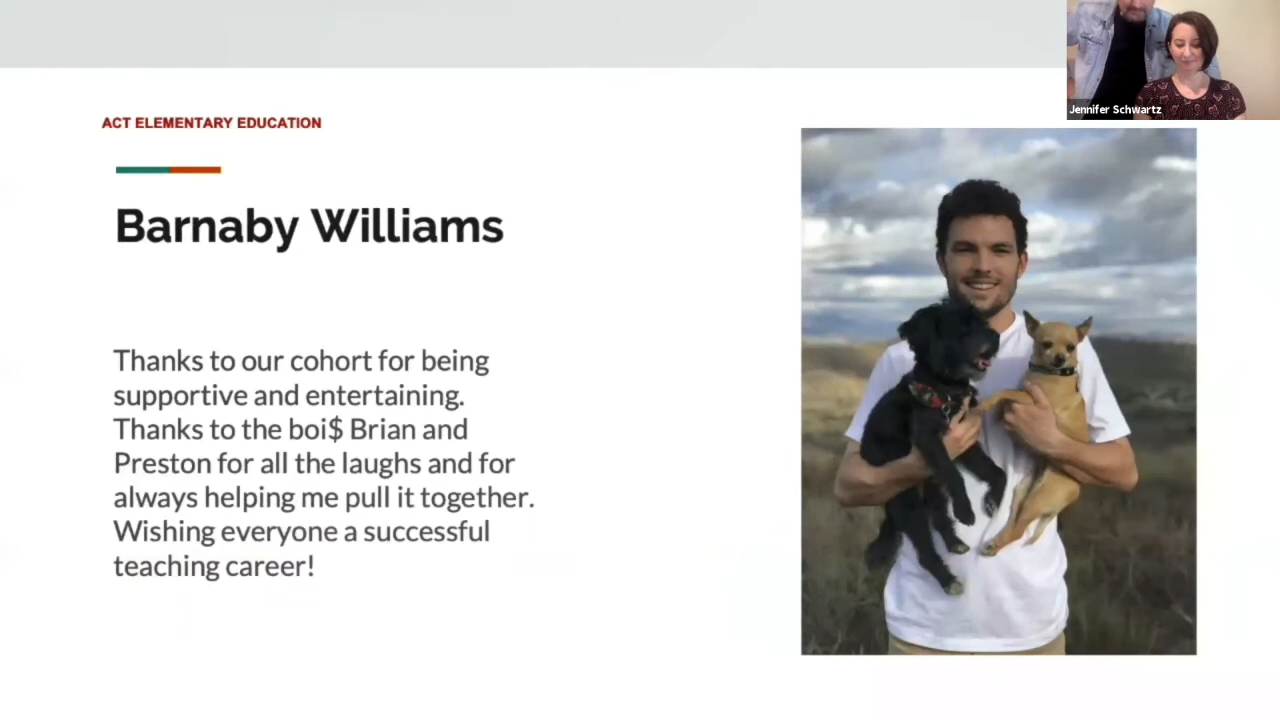 ACT ELEMENTARY EDUCATION
Jennifer Schwartz
Barnaby Williams
Thanks to our cohort for being
supportive and entertaining.
Thanks to the boi$ Brian and
Preston for all the laughs and for
always helping me pull it together.
Wishing everyone a successful
teaching career!